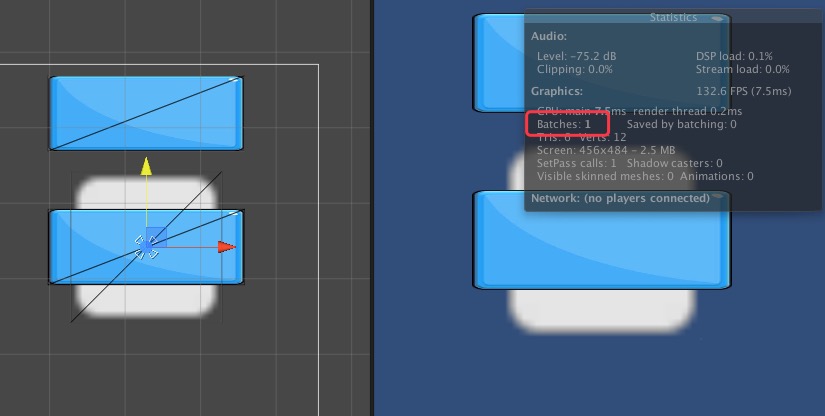 Statistics
Audio:
Level: -75.2 dB DSP load: 0.1%
Clipping: 0.0% Stream load: 0.0%
Graphics: 132.6 FPS (7.5ms)
CPU: main 7.5ms render thread 0.2ms
Batches: 1 Saved by batching: 0
Tris: 6 Verts: 12
Screen: 456x484 - 2.5 MB
SetPass calls: 1 Shadow casters: 0
Visible skinned meshes: 0 Animations: 0
Network: (no players connected)